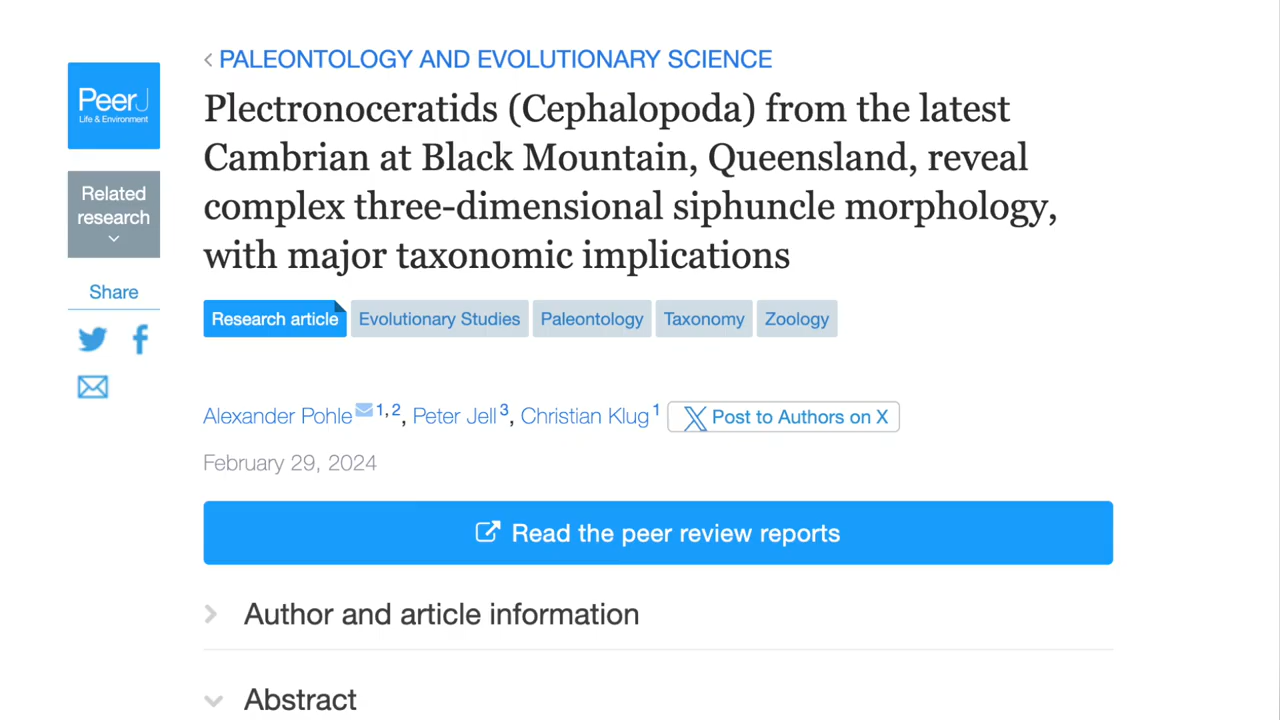 PeerJ
Life & Environment
Related
research
Share
< PALEONTOLOGY AND EVOLUTIONARY SCIENCE
Plectronoceratids (Cephalopoda) from the latest
Cambrian at Black Mountain, Queensland, reveal
complex three-dimensional siphuncle morphology,
with major taxonomic implications
Research article Evolutionary Studies Paleontology Taxonomy Zoology
Alexander Pohle 1,2, Peter Jell 3, Christian Klug 1 X Post to Authors on X
February 29, 2024
Read the peer review reports
Author and article information
Abstract